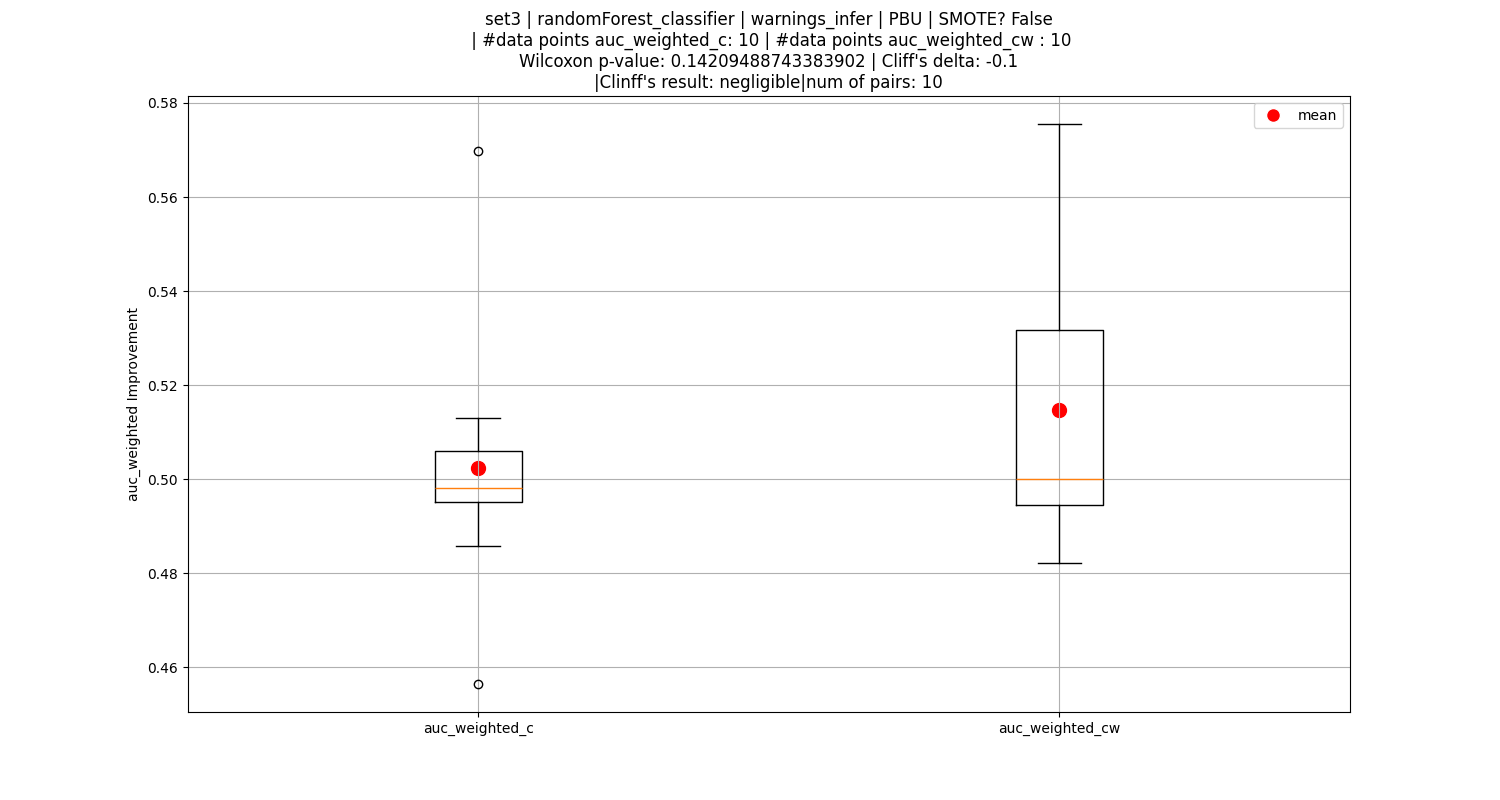 set3 | randomForest_classifier | warnings_infer | PBU | SMOTE? False
| #data points auc_weighted_c: 10 | #data points auc_weighted_cw : 10
Wilcoxon p-value: 0.14209488743383902 | Cliff's delta: -0.1
|Clinff's result: negligible|num of pairs: 10
mean
auc_weighted Improvement
0.58
0.56
0.54
0.52
0.50
0.48
0.46
auc_weighted_c
auc_weighted_cw